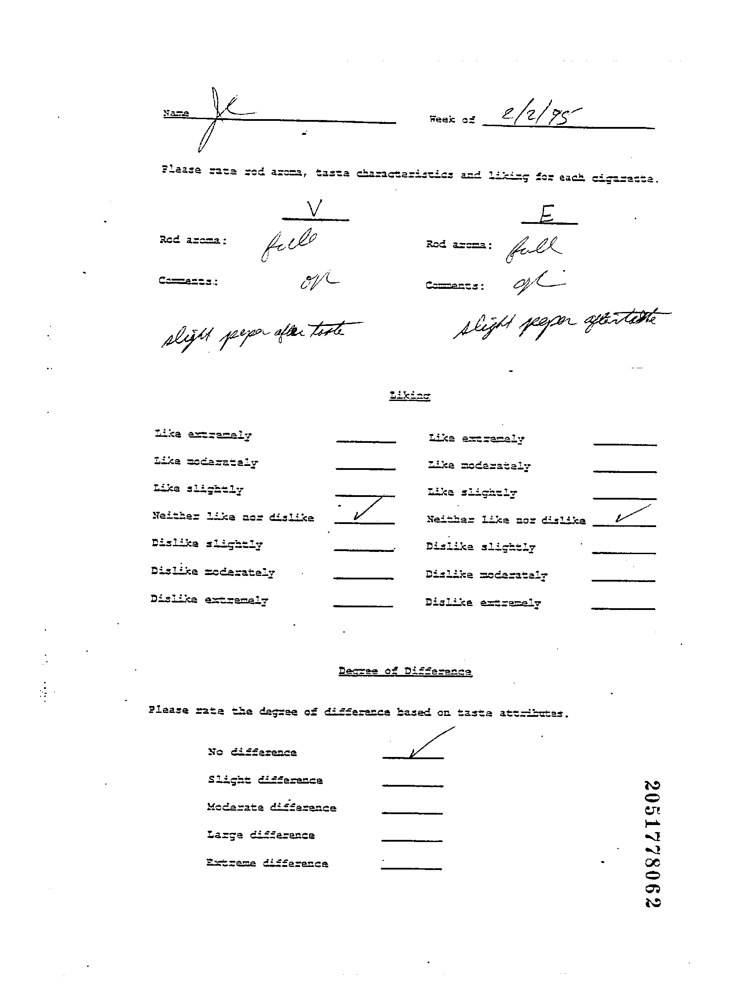 Name Week of 2/2/95
Please rate rod aroma, taste characteristics and liking for each cigarette.
V E
Rod aroma: full Rod aroma: full
Comments: ok Comments: ok
slight paper after taste slight paper aftertaste
Liking
Like extremely Like extremely
Like moderately Like moderately
Like slightly Like slightly
Neither like nor dislike ✓ Neither Like nor dislike ✓
Dislike slightly Dislike slightly
Dislike moderately Dislike moderately
Dislike extremely Dislike extremely
Degree of Difference
Please rate the degree of difference based on taste attributes.
No difference ✓
Slight difference
Moderate difference
Large difference
Extreme difference
2051778062